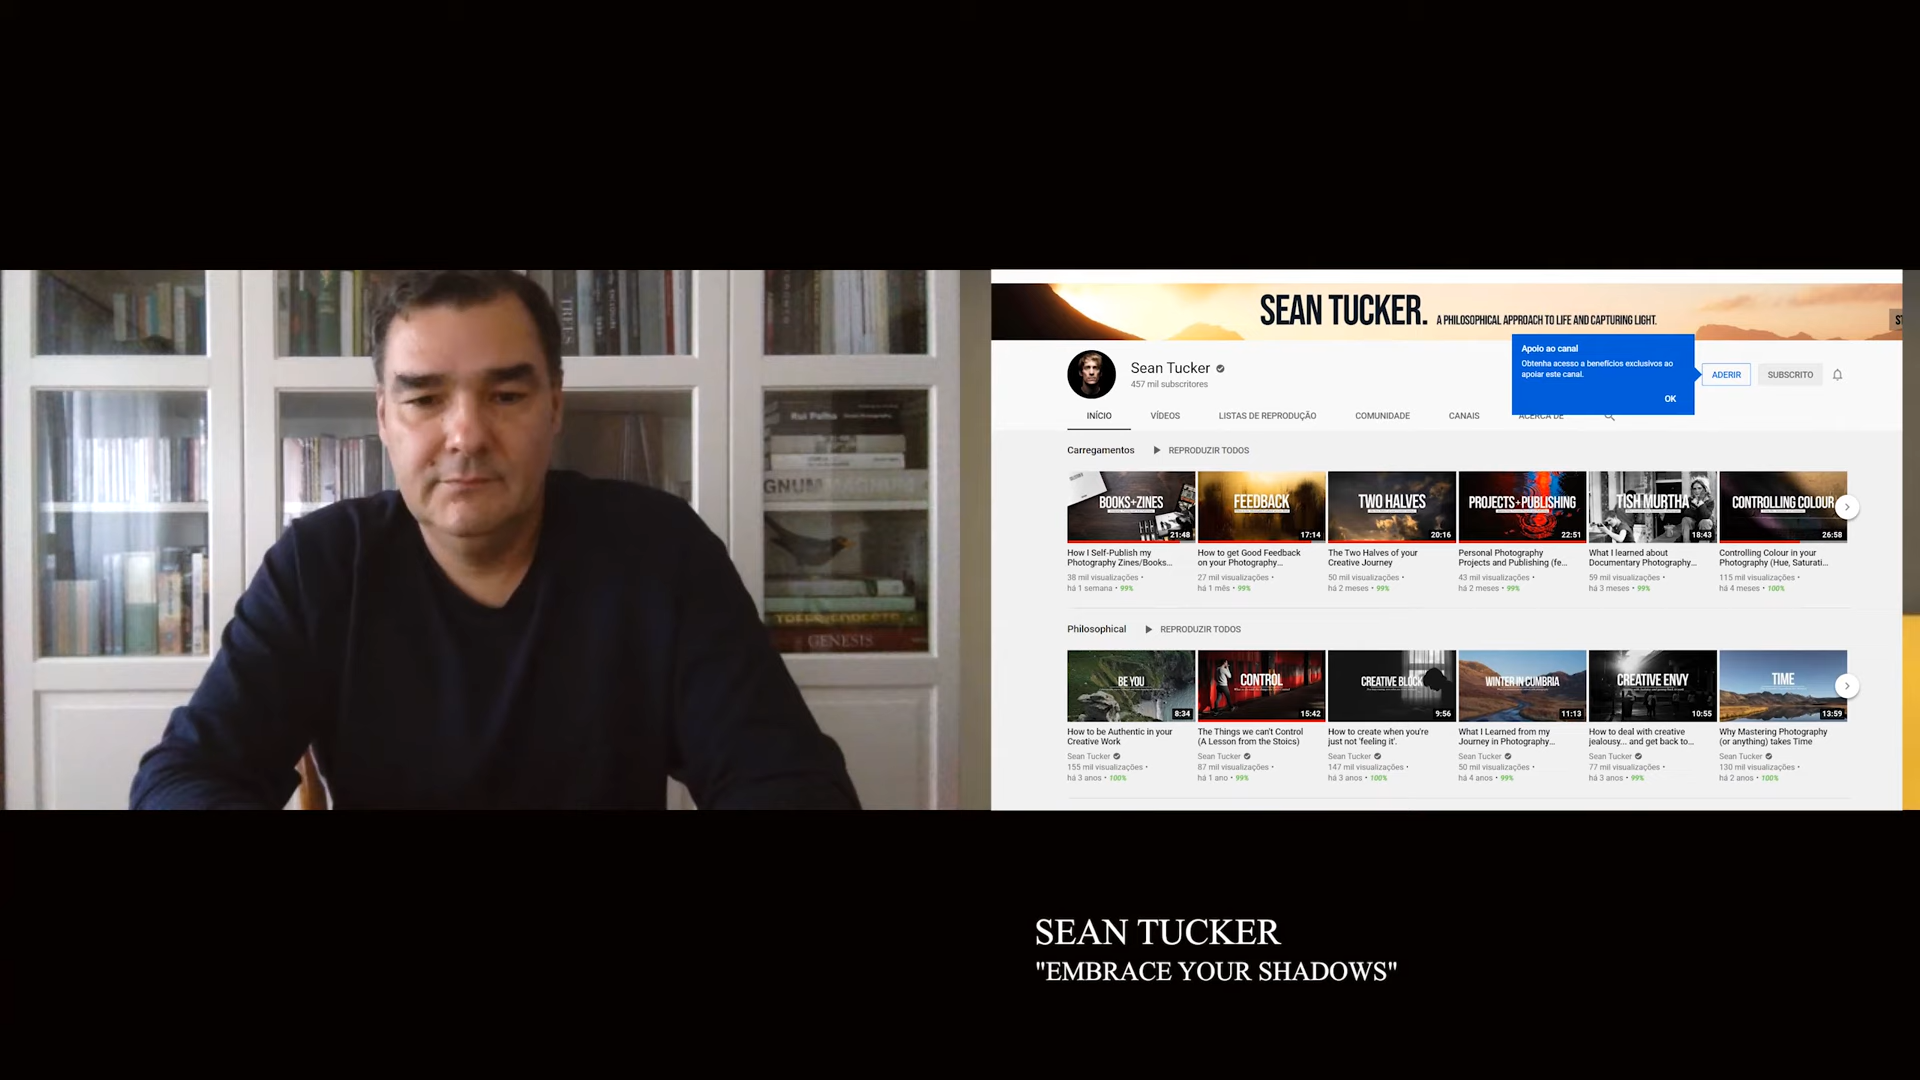 TREES
Rui Palha
GNUM MAGNUM
GENESIS
SEAN TUCKER. A PHILOSOPHICAL APPROACH TO LIFE AND CAPTURING LIGHT.
ST
Sean Tucker
457 mil subscritores
Apoio ao canal
Obtenha acesso a benefícios exclusivos ao
apoiar este canal.
OK
ADERIR
SUBSCRITO
INÍCIO VÍDEOS LISTAS DE REPRODUÇÃO COMUNIDADE CANAIS ACERCA DE
Carregamentos REPRODUZIR TODOS
BOOKS+ZINES
21:48
FEEDBACK
17:14
TWO HALVES
20:16
PROJECTS+PUBLISHING
22:51
TISH MURTHA
18:43
CONTROLLING COLOUR
26:58
How I Self-Publish my
Photography Zines/Books...
38 mil visualizações •
há 1 semana • 99%
How to get Good Feedback
on your Photography...
27 mil visualizações •
há 1 mês • 99%
The Two Halves of your
Creative Journey
50 mil visualizações •
há 2 meses • 99%
Personal Photography
Projects and Publishing (fe...
43 mil visualizações •
há 2 meses • 99%
What I learned about
Documentary Photography...
59 mil visualizações •
há 3 meses • 99%
Controlling Colour in your
Photography (Hue, Saturati...
115 mil visualizações •
há 4 meses • 100%
Philosophical REPRODUZIR TODOS
BE YOU
8:34
CONTROL
15:42
CREATIVE BLOCK
9:56
WINTER IN CUMBRIA
11:13
CREATIVE ENVY
10:55
TIME
13:59
How to be Authentic in your
Creative Work
Sean Tucker
155 mil visualizações •
há 3 anos • 100%
The Things we can't Control
(A Lesson from the Stoics)
Sean Tucker
87 mil visualizações •
há 1 ano • 99%
How to create when you're
just not 'feeling it'.
Sean Tucker
147 mil visualizações •
há 3 anos • 100%
What I Learned from my
Journey in Photography...
Sean Tucker
50 mil visualizações •
há 4 anos • 99%
How to deal with creative
jealousy... and get back to...
Sean Tucker
77 mil visualizações •
há 3 anos • 99%
Why Mastering Photography
(or anything) takes Time
Sean Tucker
130 mil visualizações •
há 2 anos • 100%
SEAN TUCKER
"EMBRACE YOUR SHADOWS"